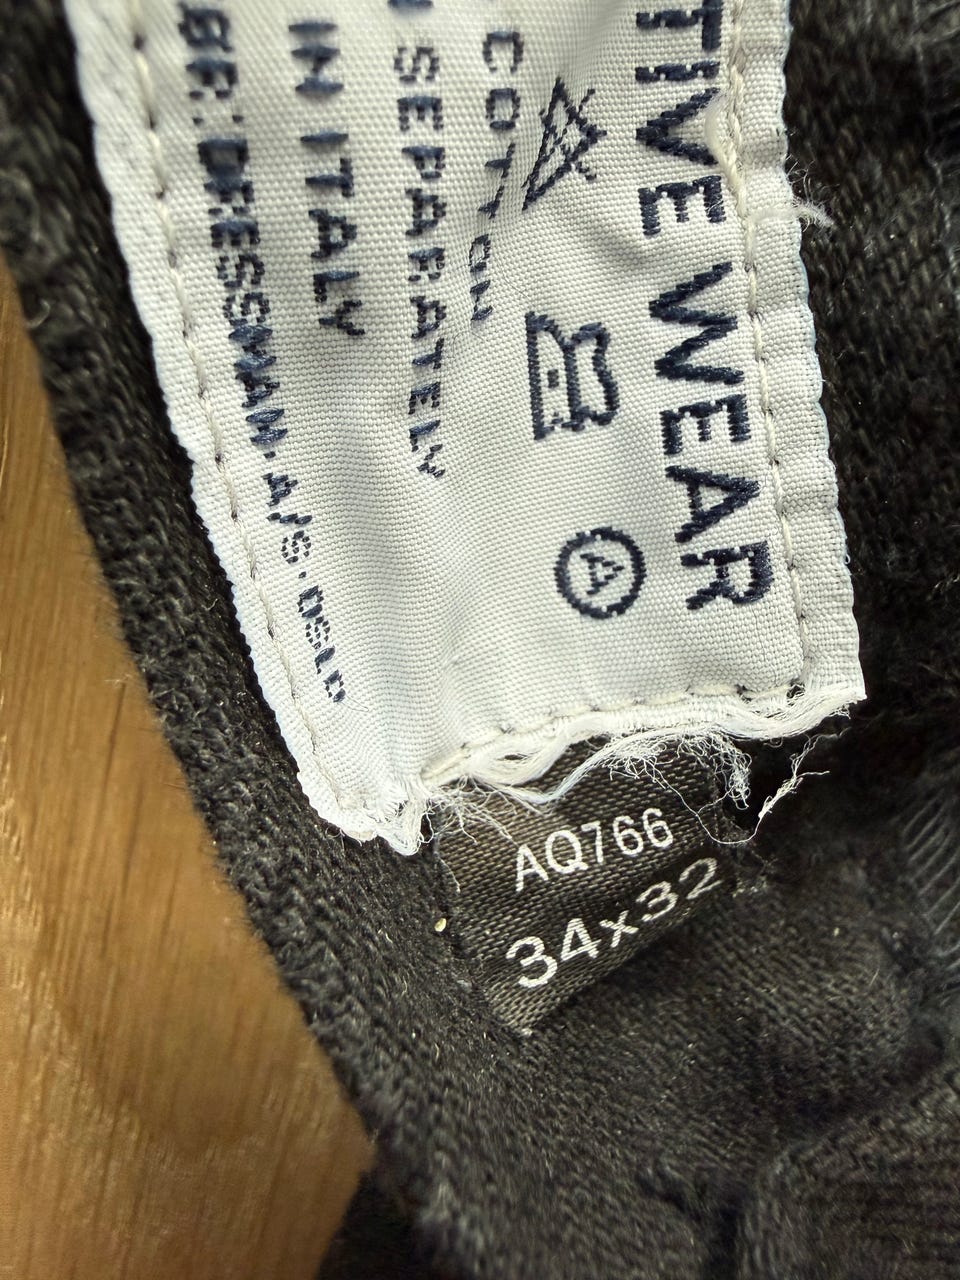 TIVE WEAR
A
COTTON
SEPARATELY
IN ITALY
DRESSMAN·A/S·OSLO
AQ766
34x32